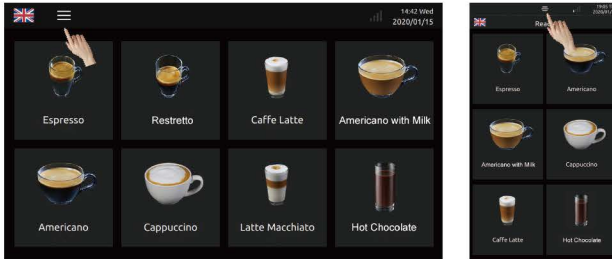 14:42 Wed
2020/01/15
Espresso
Restretto
Caffe Latte
Americano with Milk
Americano
Cappuccino
Latte Macchiato
Hot Chocolate
Espresso
Americano
Americano with Milk
Cappuccino
Caffe Latte
Hot Chocolate